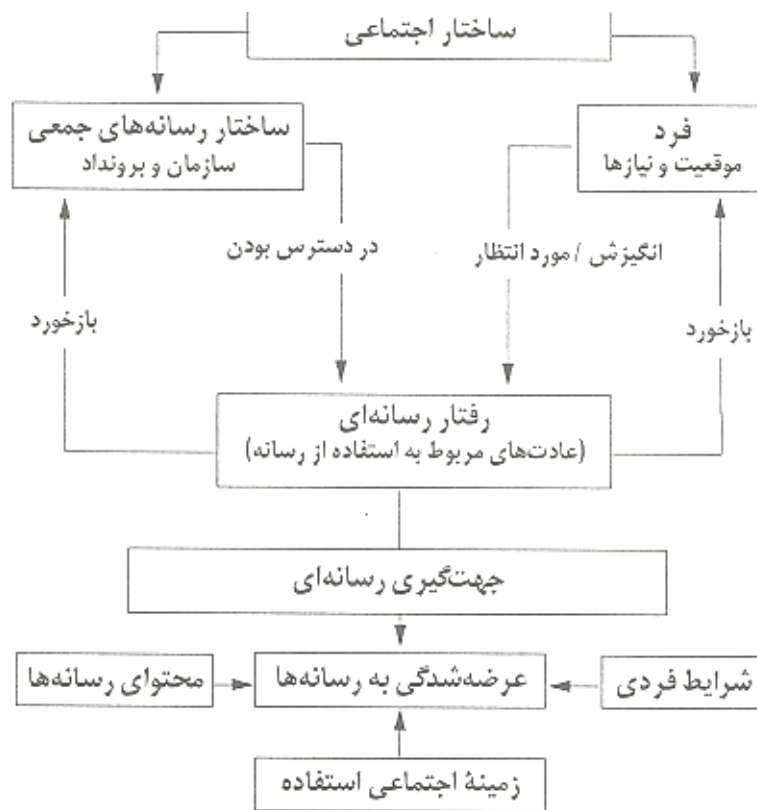 ساختار اجتماعی
فرد
موقعیت و نیازها
ساختار رسانه‌های جمعی
سازمان و برونداد
انگیزش / مورد انتظار
در دسترس بودن
بازخورد
بازخورد
رفتار رسانه‌ای
(عادت‌های مربوط به استفاده از رسانه)
جهت‌گیری رسانه‌ای
شرایط فردی
عرضه‌شدگی به رسانه‌ها
محتوای رسانه‌ها
زمینهٔ اجتماعی استفاده